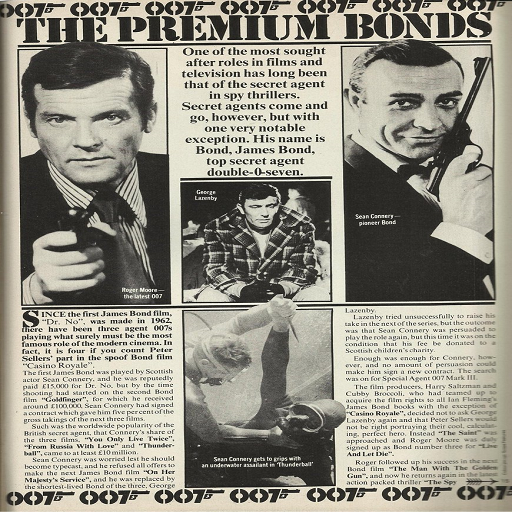 007 007 007 007 007 007 007
THE PREMIUM BONDS
One of the most sought
after roles in films and
television has long been
that of the secret agent
in spy thrillers.
Secret agents come and
go, however, but with
one very notable
exception. His name is
Bond, James Bond,
top secret agent
double-0-seven.
Roger Moore—
the latest 007
George
Lazenby
Sean Connery—
pioneer Bond
SINCE the first James Bond film,
"Dr. No", was made in 1962,
there have been three agent 007s
playing what surely must be the most
famous role of the modern cinema. In
fact, it is four if you count Peter
Sellers' part in the spoof Bond film
"Casino Royale".
The first James Bond was played by Scottish
actor Sean Connery, and he was reputedly
paid £15,000 for Dr. No, but by the time
shooting had started on the second Bond
film "Goldfinger", for which he received
around £100,000, Sean Connery had signed
a contract which gave him five per cent of the
gross takings of the next three films.
Such was the worldwide popularity of the
British secret agent, that Connery's share of
the three films, "You Only Live Twice",
"From Russia With Love" and "Thunder-
ball", came to at least £10 million.
Sean Connery was worried lest he should
become typecast, and he refused all offers to
make the next James Bond film "On Her
Majesty's Service", and he was replaced by
the shortest-lived Bond of the three, George
Sean Connery gets to grips with
an underwater assailant in 'Thunderball'
Lazenby.
Lazenby tried unsuccessfully to raise his
take in the next of the series, but the outcome
was that Sean Connery was persuaded to
play the role again, but this time it was on the
condition that his fee be donated to a
Scottish children's charity.
Enough was enough for Connery, how-
ever, and no amount of persuasion could
make him sign a new contract. The search
was on for Special Agent 007 Mark III.
The film producers, Harry Saltzman and
Cubby Broccoli, who had teamed up to
acquire the film rights to all Ian Fleming's
James Bond books with the exception of
"Casino Royale", decided not to ask George
Lazenby again and that Peter Sellers would
not be right portraying their cool, calculat-
ing, perfect hero. Instead "The Saint" was
approached and Roger Moore was duly
signed up as Bond number three for "Live
And Let Die".
Roger followed up his success in the next
Bond film "The Man With The Golden
Gun", and now he returns again in the latest
action packed thriller "The Spy
007 007 007 007 007 007 007